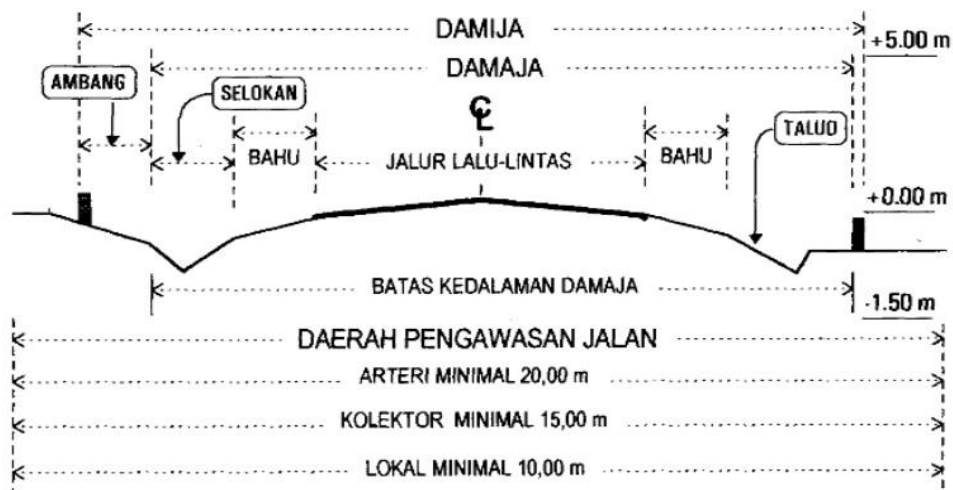 DAMIJA
+5.00 m
DAMAJA
AMBANG
SELOKAN
℄
TALUD
BAHU
JALUR LALU-LINTAS
BAHU
+0.00 m
BATAS KEDALAMAN DAMAJA
-1.50 m
DAERAH PENGAWASAN JALAN
ARTERI MINIMAL 20,00 m
KOLEKTOR MINIMAL 15,00 m
LOKAL MINIMAL 10,00 m